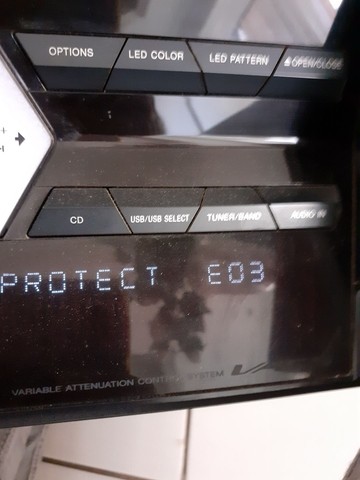 OPTIONS
LED COLOR
LED PATTERN
OPEN/CLOSE
CD
USB/USB SELECT
TUNER/BAND
AUDIO IN
PROTECT E03
VARIABLE ATTENUATION CONTROL SYSTEM